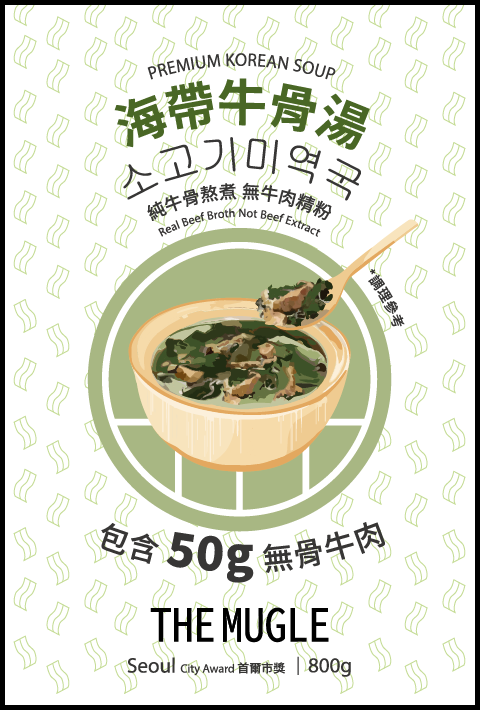 PREMIUM KOREAN SOUP
海帶牛骨湯
소고기미역국
純牛骨熬煮 無牛肉精粉
Real Beef Broth Not Beef Extract
*調理參考
包含 50g 無骨牛肉
THE MUGLE
Seoul City Award 首爾市獎 | 800g